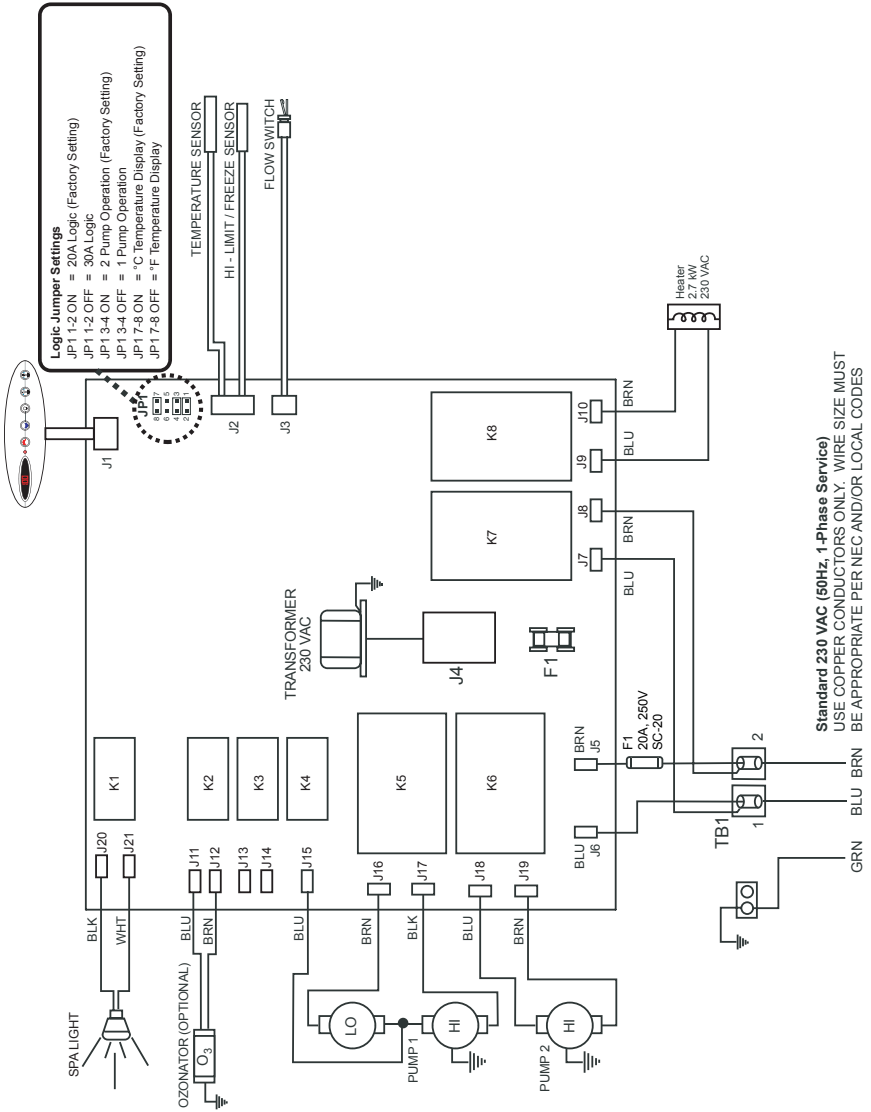 Logic Jumper Settings
JP1 1-2 ON = 20A Logic (Factory Setting)
JP1 1-2 OFF = 30A Logic
JP1 3-4 ON = 2 Pump Operation (Factory Setting)
JP1 3-4 OFF = 1 Pump Operation
JP1 7-8 ON = °C Temperature Display (Factory Setting)
JP1 7-8 OFF = °F Temperature Display
JP1
8 7
6 5
4 3
2 1
J1
J2
J3
TEMPERATURE SENSOR
HI - LIMIT / FREEZE SENSOR
FLOW SWITCH
Heater
2.7 kW
230 VAC
BRN
BLU
J10
J9
K8
J8
J7
BRN
BLU
K7
TRANSFORMER
230 VAC
J4
F1
K1
K2
K3
K4
K5
K6
J20
J21
J11
J12
J13
J14
J15
J16
J17
J18
J19
BLK
WHT
BLU
BRN
BLU
BRN
BLK
BLU
BRN
SPA LIGHT
OZONATOR (OPTIONAL)
O3
LO
HI
PUMP 1
HI
PUMP 2
BRN
J5
BLU
J6
F1
20A, 250V
SC-20
TB1
1
2
GRN
BLU
BRN
Standard 230 VAC (50Hz, 1-Phase Service)
USE COPPER CONDUCTORS ONLY. WIRE SIZE MUST
BE APPROPRIATE PER NEC AND/OR LOCAL CODES